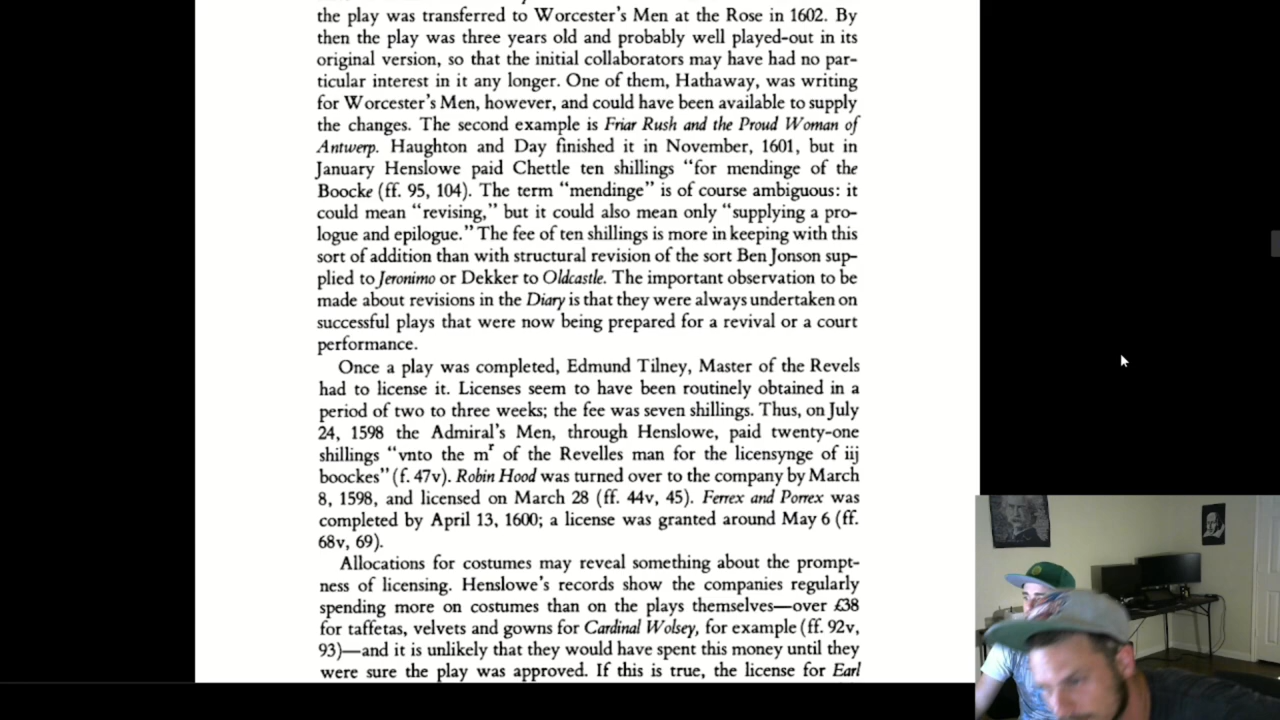 the play was transferred to Worcester's Men at the Rose in 1602. By
then the play was three years old and probably well played-out in its
original version, so that the initial collaborators may have had no par-
ticular interest in it any longer. One of them, Hathaway, was writing
for Worcester's Men, however, and could have been available to supply
the changes. The second example is Friar Rush and the Proud Woman of
Antwerp. Haughton and Day finished it in November, 1601, but in
January Henslowe paid Chettle ten shillings "for mendinge of the
Boocke (ff. 95, 104). The term "mendinge" is of course ambiguous: it
could mean "revising," but it could also mean only "supplying a pro-
logue and epilogue." The fee of ten shillings is more in keeping with this
sort of addition than with structural revision of the sort Ben Jonson sup-
plied to Jeronimo or Dekker to Oldcastle. The important observation to be
made about revisions in the Diary is that they were always undertaken on
successful plays that were now being prepared for a revival or a court
performance.
Once a play was completed, Edmund Tilney, Master of the Revels
had to license it. Licenses seem to have been routinely obtained in a
period of two to three weeks; the fee was seven shillings. Thus, on July
24, 1598 the Admiral's Men, through Henslowe, paid twenty-one
shillings "vnto the mr of the Revelles man for the licensynge of iij
boockes" (f. 47v). Robin Hood was turned over to the company by March
8, 1598, and licensed on March 28 (ff. 44v, 45). Ferrex and Porrex was
completed by April 13, 1600; a license was granted around May 6 (ff.
68v, 69).
Allocations for costumes may reveal something about the prompt-
ness of licensing. Henslowe's records show the companies regularly
spending more on costumes than on the plays themselves—over £38
for taffetas, velvets and gowns for Cardinal Wolsey, for example (ff. 92v,
93)—and it is unlikely that they would have spent this money until they
were sure the play was approved. If this is true, the license for Earl